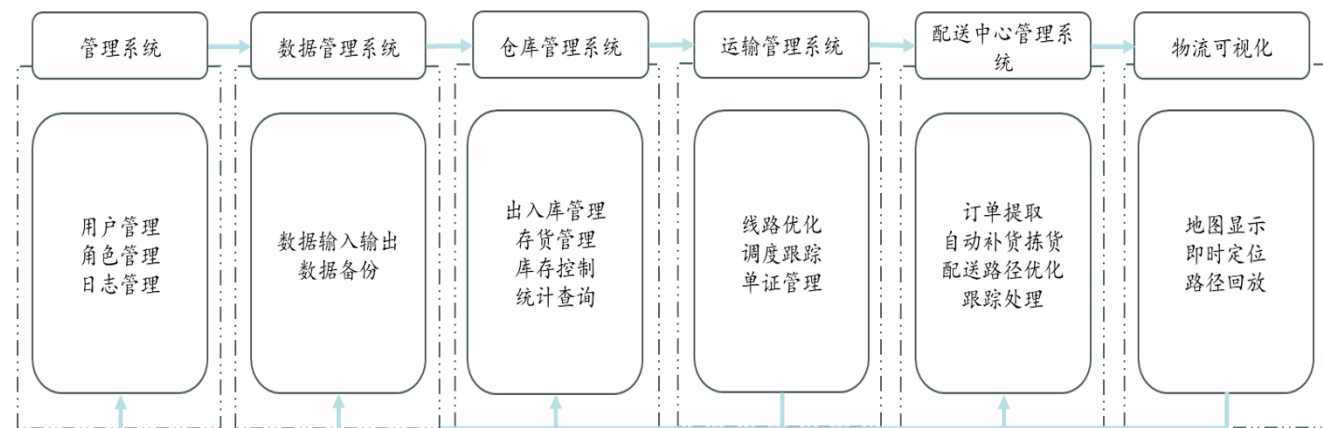 管理系统
数据管理系统
仓库管理系统
运输管理系统
配送中心管理系
统
物流可视化
用户管理
角色管理
日志管理
数据输入输出
数据备份
出入库管理
存货管理
库存控制
统计查询
线路优化
调度跟踪
单证管理
订单提取
自动补货拣货
配送路径优化
跟踪处理
地图显示
即时定位
路径回放